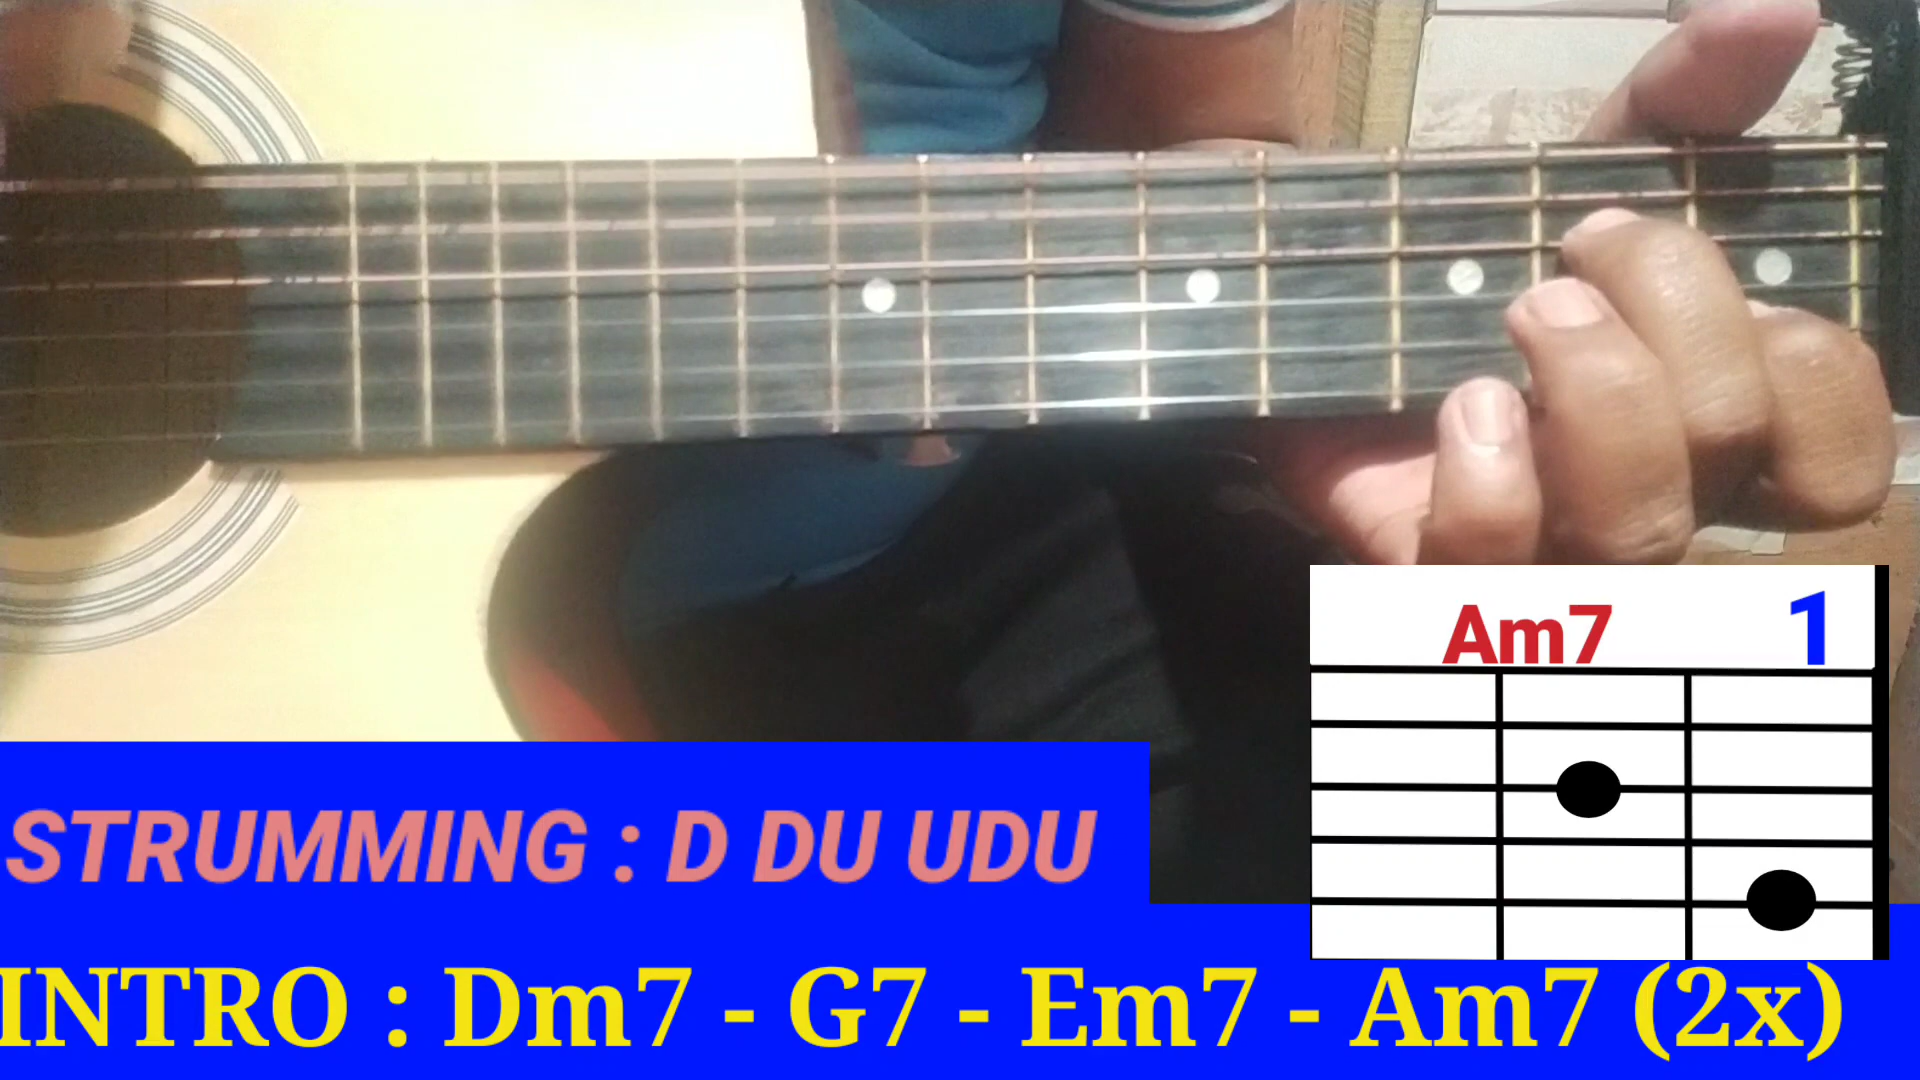 Am7 1
STRUMMING : D DU UDU
INTRO : Dm7 - G7 - Em7 - Am7 (2x)